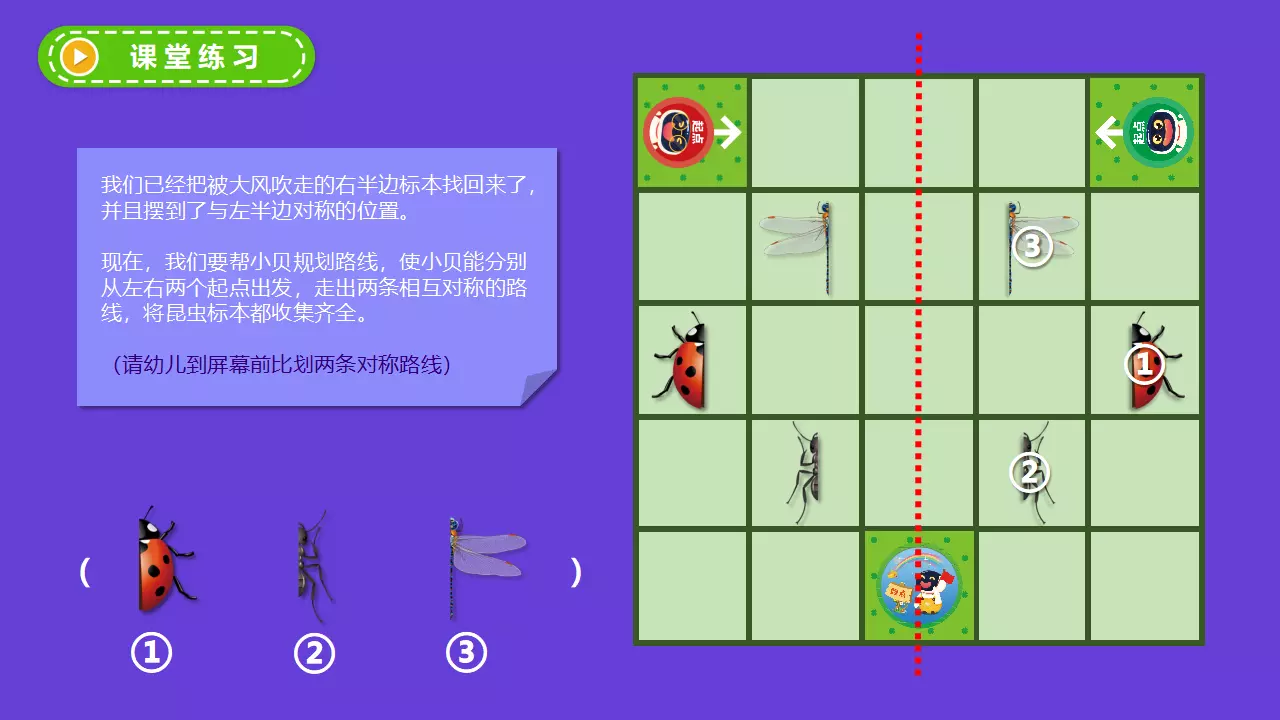 课堂练习
我们已经把被大风吹走的右半边标本找回来了，
并且摆到了与左半边对称的位置。
现在，我们要帮小贝规划路线，使小贝能分别
从左右两个起点出发，走出两条相互对称的路
线，将昆虫标本都收集齐全。
（请幼儿到屏幕前比划两条对称路线）
( )
① ② ③
起点
起点
③
①
②
终点